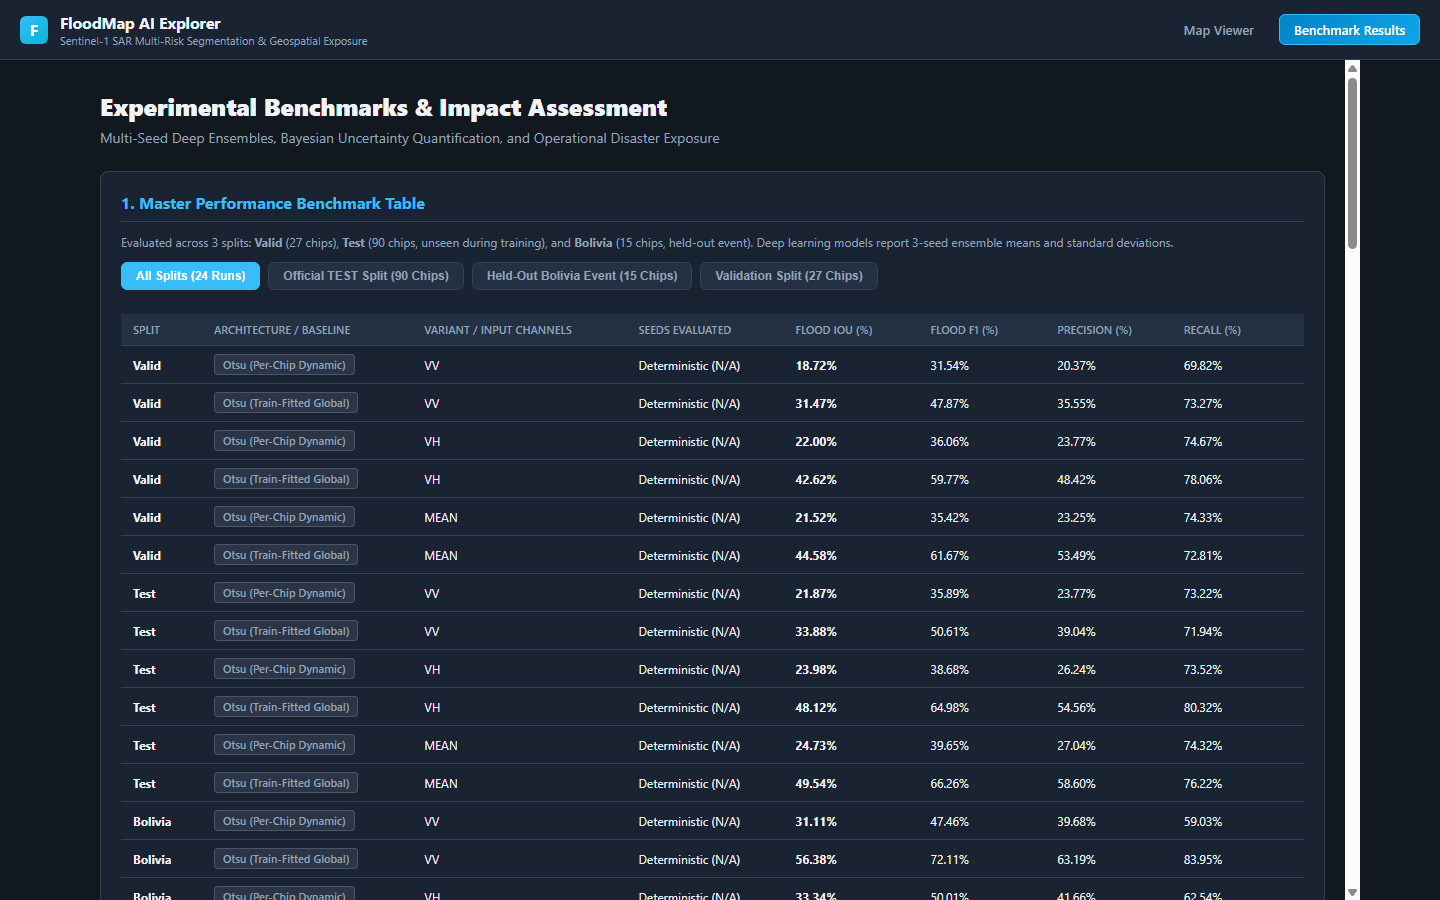 F
FloodMap AI Explorer
Sentinel-1 SAR Multi-Risk Segmentation & Geospatial Exposure
Map Viewer
Benchmark Results
Experimental Benchmarks & Impact Assessment
Multi-Seed Deep Ensembles, Bayesian Uncertainty Quantification, and Operational Disaster Exposure
1. Master Performance Benchmark Table
Evaluated across 3 splits: Valid (27 chips), Test (90 chips, unseen during training), and Bolivia (15 chips, held-out event). Deep learning models report 3-seed ensemble means and standard deviations.
All Splits (24 Runs) Official TEST Split (90 Chips) Held-Out Bolivia Event (15 Chips) Validation Split (27 Chips)
SPLIT ARCHITECTURE / BASELINE VARIANT / INPUT CHANNELS SEEDS EVALUATED FLOOD IOU (%) FLOOD F1 (%) PRECISION (%) RECALL (%)
Valid Otsu (Per-Chip Dynamic) VV Deterministic (N/A) 18.72% 31.54% 20.37% 69.82%
Valid Otsu (Train-Fitted Global) VV Deterministic (N/A) 31.47% 47.87% 35.55% 73.27%
Valid Otsu (Per-Chip Dynamic) VH Deterministic (N/A) 22.00% 36.06% 23.77% 74.67%
Valid Otsu (Train-Fitted Global) VH Deterministic (N/A) 42.62% 59.77% 48.42% 78.06%
Valid Otsu (Per-Chip Dynamic) MEAN Deterministic (N/A) 21.52% 35.42% 23.25% 74.33%
Valid Otsu (Train-Fitted Global) MEAN Deterministic (N/A) 44.58% 61.67% 53.49% 72.81%
Test Otsu (Per-Chip Dynamic) VV Deterministic (N/A) 21.87% 35.89% 23.77% 73.22%
Test Otsu (Train-Fitted Global) VV Deterministic (N/A) 33.88% 50.61% 39.04% 71.94%
Test Otsu (Per-Chip Dynamic) VH Deterministic (N/A) 23.98% 38.68% 26.24% 73.52%
Test Otsu (Train-Fitted Global) VH Deterministic (N/A) 48.12% 64.98% 54.56% 80.32%
Test Otsu (Per-Chip Dynamic) MEAN Deterministic (N/A) 24.73% 39.65% 27.04% 74.32%
Test Otsu (Train-Fitted Global) MEAN Deterministic (N/A) 49.54% 66.26% 58.60% 76.22%
Bolivia Otsu (Per-Chip Dynamic) VV Deterministic (N/A) 31.11% 47.46% 39.68% 59.03%
Bolivia Otsu (Train-Fitted Global) VV Deterministic (N/A) 56.38% 72.11% 63.19% 83.95%
Bolivia Otsu (Per-Chip Dynamic) VH Deterministic (N/A) 33.34% 50.01% 41.66% 62.54%